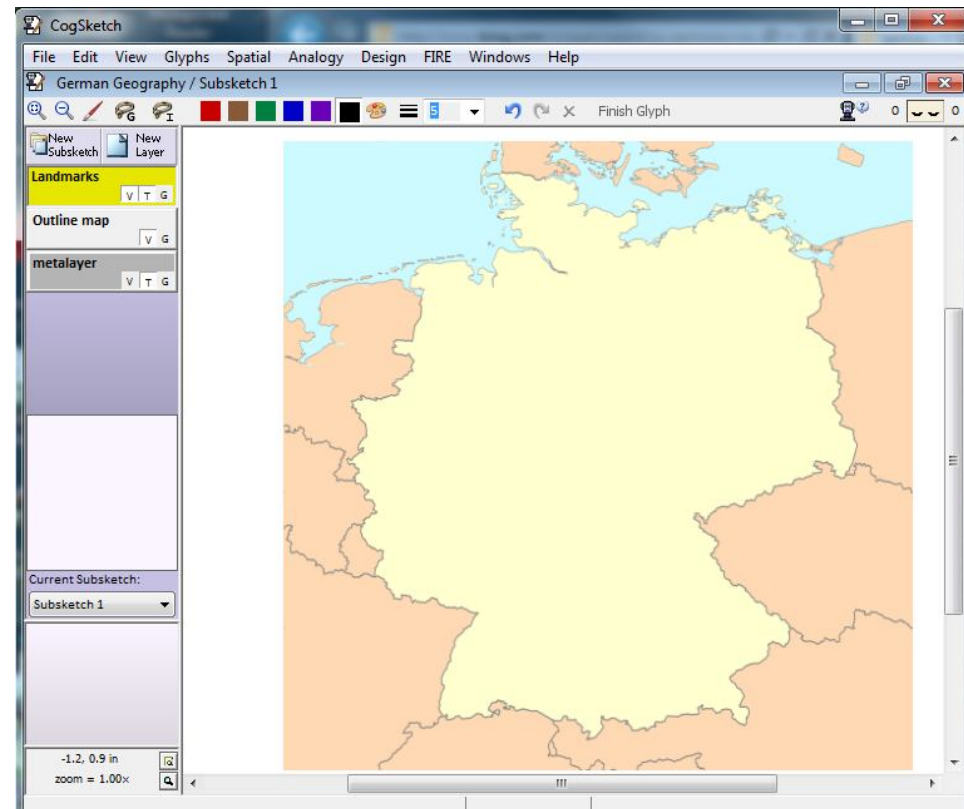 CogSketch
File Edit View Glyphs Spatial Analogy Design FIRE Windows Help
German Geography / Subsketch 1
G I 5 Finish Glyph 0 0
New Subsketch New Layer
Landmarks
V T G
Outline map
V G
metalayer
V T G
Current Subsketch:
Subsketch 1
-1.2, 0.9 in
zoom = 1.00x